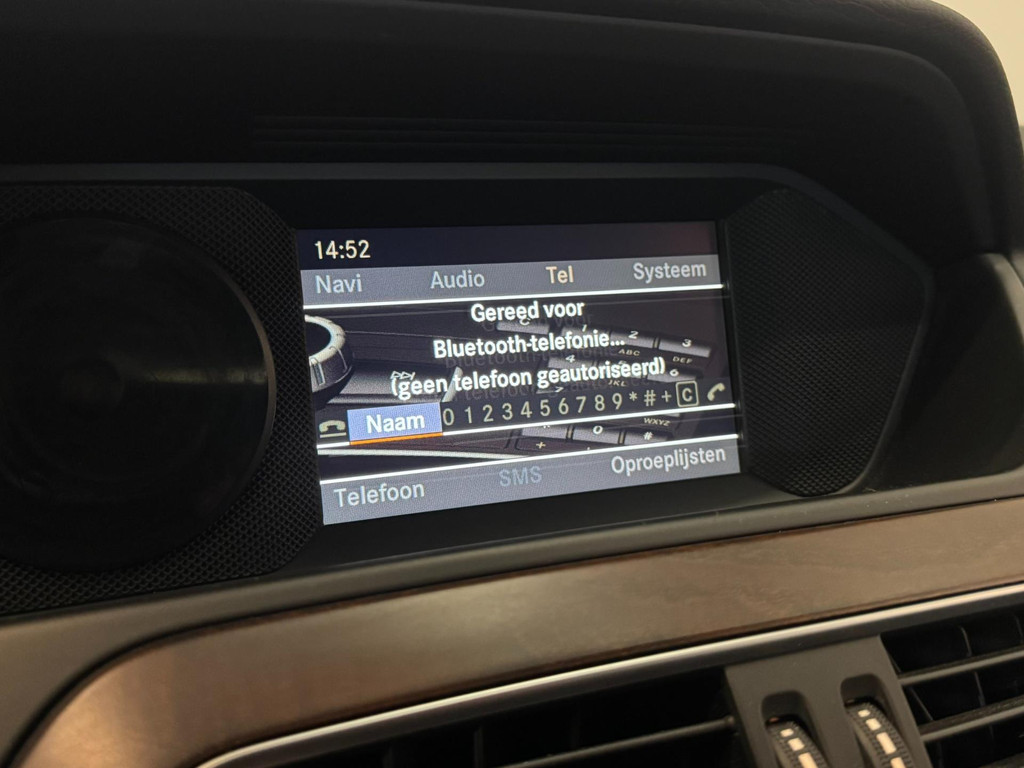 14:52
Navi Audio Tel Systeem
Gereed voor
Bluetooth-telefonie...
(geen telefoon geautoriseerd)
Naam 0 1 2 3 4 5 6 7 8 9 * # + C
Telefoon SMS Oproeplijsten